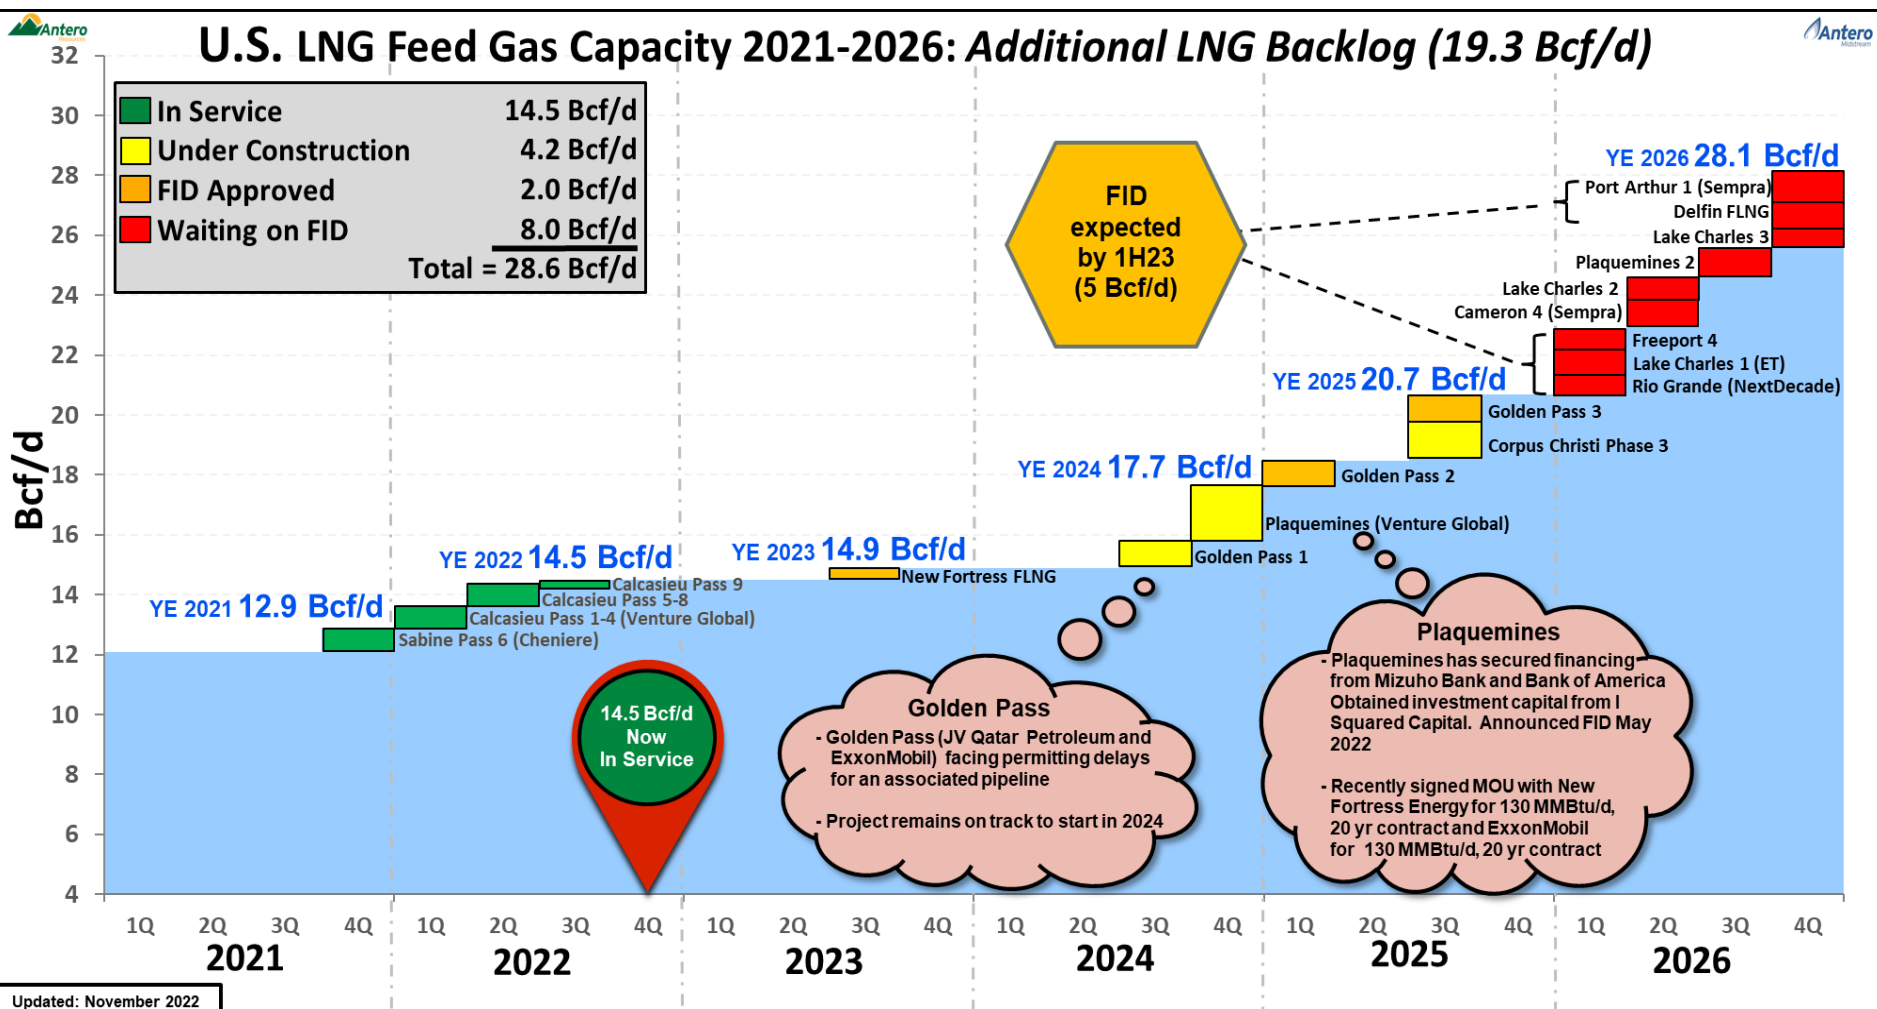 Antero
Resources
U.S. LNG Feed Gas Capacity 2021-2026: Additional LNG Backlog (19.3 Bcf/d)
Antero
Midstream
In Service 14.5 Bcf/d
Under Construction 4.2 Bcf/d
FID Approved 2.0 Bcf/d
Waiting on FID 8.0 Bcf/d
Total = 28.6 Bcf/d
Bcf/d
32
30
28
26
24
22
20
18
16
14
12
10
8
6
4
FID
expected
by 1H23
(5 Bcf/d)
YE 2026 28.1 Bcf/d
Port Arthur 1 (Sempra)
Delfin FLNG
Lake Charles 3
Plaquemines 2
Lake Charles 2
Cameron 4 (Sempra)
Freeport 4
Lake Charles 1 (ET)
Rio Grande (NextDecade)
YE 2025 20.7 Bcf/d
Golden Pass 3
Corpus Christi Phase 3
YE 2024 17.7 Bcf/d
Golden Pass 2
Plaquemines (Venture Global)
Golden Pass 1
YE 2023 14.9 Bcf/d
New Fortress FLNG
YE 2022 14.5 Bcf/d
Calcasieu Pass 9
Calcasieu Pass 5-8
Calcasieu Pass 1-4 (Venture Global)
YE 2021 12.9 Bcf/d
Sabine Pass 6 (Cheniere)
14.5 Bcf/d
Now
In Service
Golden Pass
- Golden Pass (JV Qatar Petroleum and
ExxonMobil) facing permitting delays
for an associated pipeline
- Project remains on track to start in 2024
Plaquemines
- Plaquemines has secured financing
from Mizuho Bank and Bank of America
Obtained investment capital from I
Squared Capital. Announced FID May
2022
- Recently signed MOU with New
Fortress Energy for 130 MMBtu/d,
20 yr contract and ExxonMobil
for 130 MMBtu/d, 20 yr contract
1Q 2Q 3Q 4Q 1Q 2Q 3Q 4Q 1Q 2Q 3Q 4Q 1Q 2Q 3Q 4Q 1Q 2Q 3Q 4Q 1Q 2Q 3Q 4Q
2021 2022 2023 2024 2025 2026
Updated: November 2022